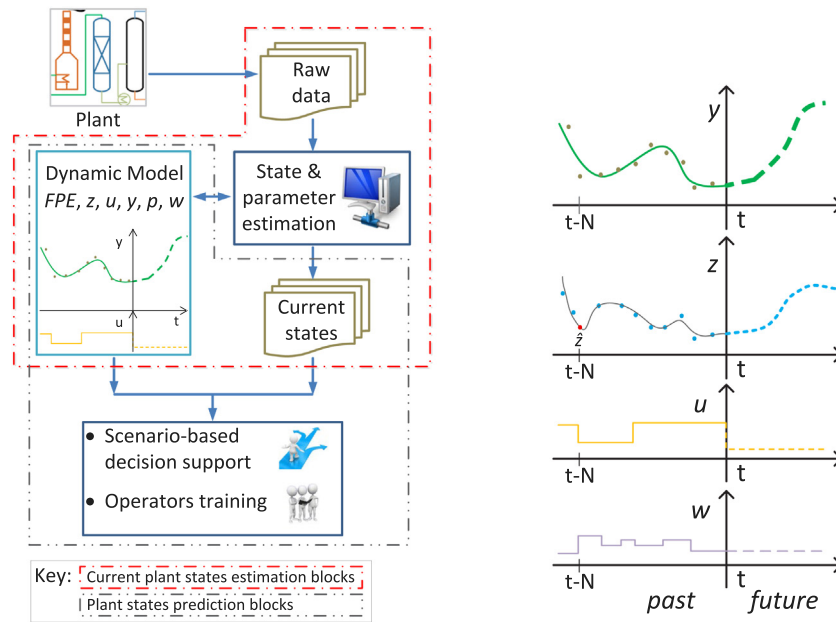 Plant
Raw
data
Dynamic Model
FPE, z, u, y, p, w
y
u
t
State &
parameter
estimation
Current
states
• Scenario-based
decision support
• Operators training
Key:
Current plant states estimation blocks
Plant states prediction blocks
y
t-N
t
z
ẑ
t-N
t
u
t-N
t
w
t-N
t
past
future